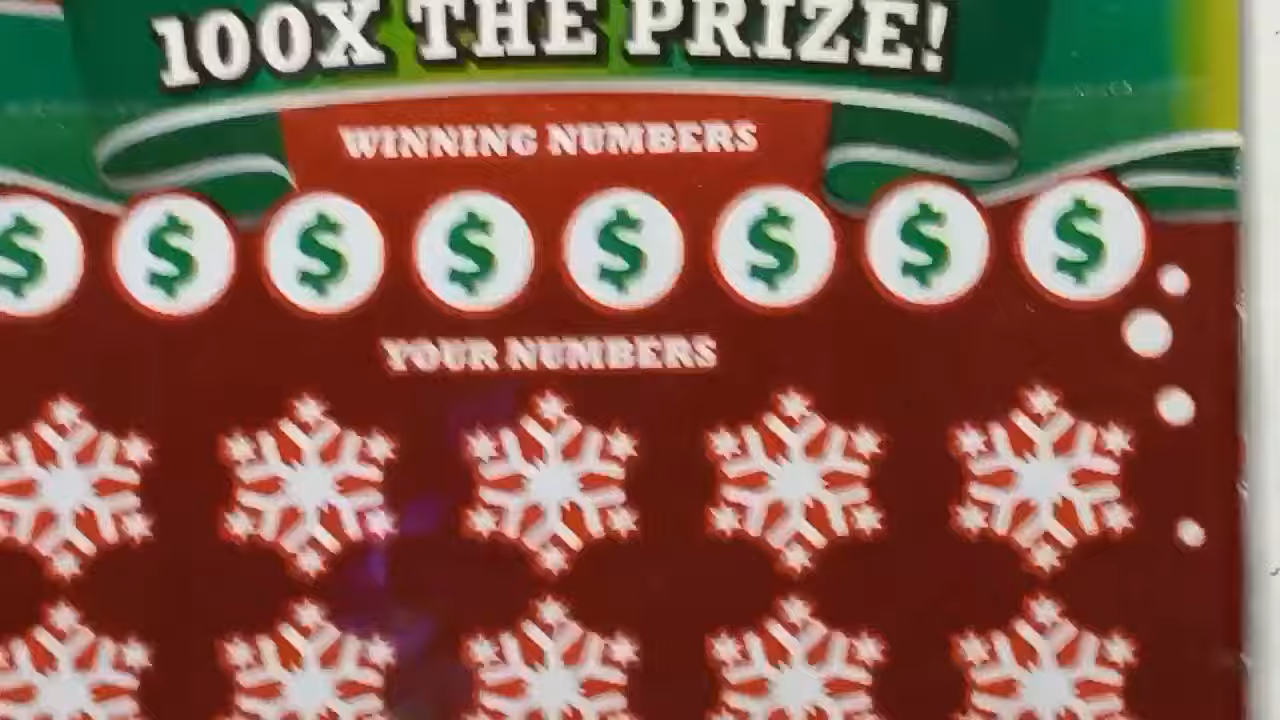 100X THE PRIZE!
WINNING NUMBERS
$ $ $ $ $ $ $ $
YOUR NUMBERS